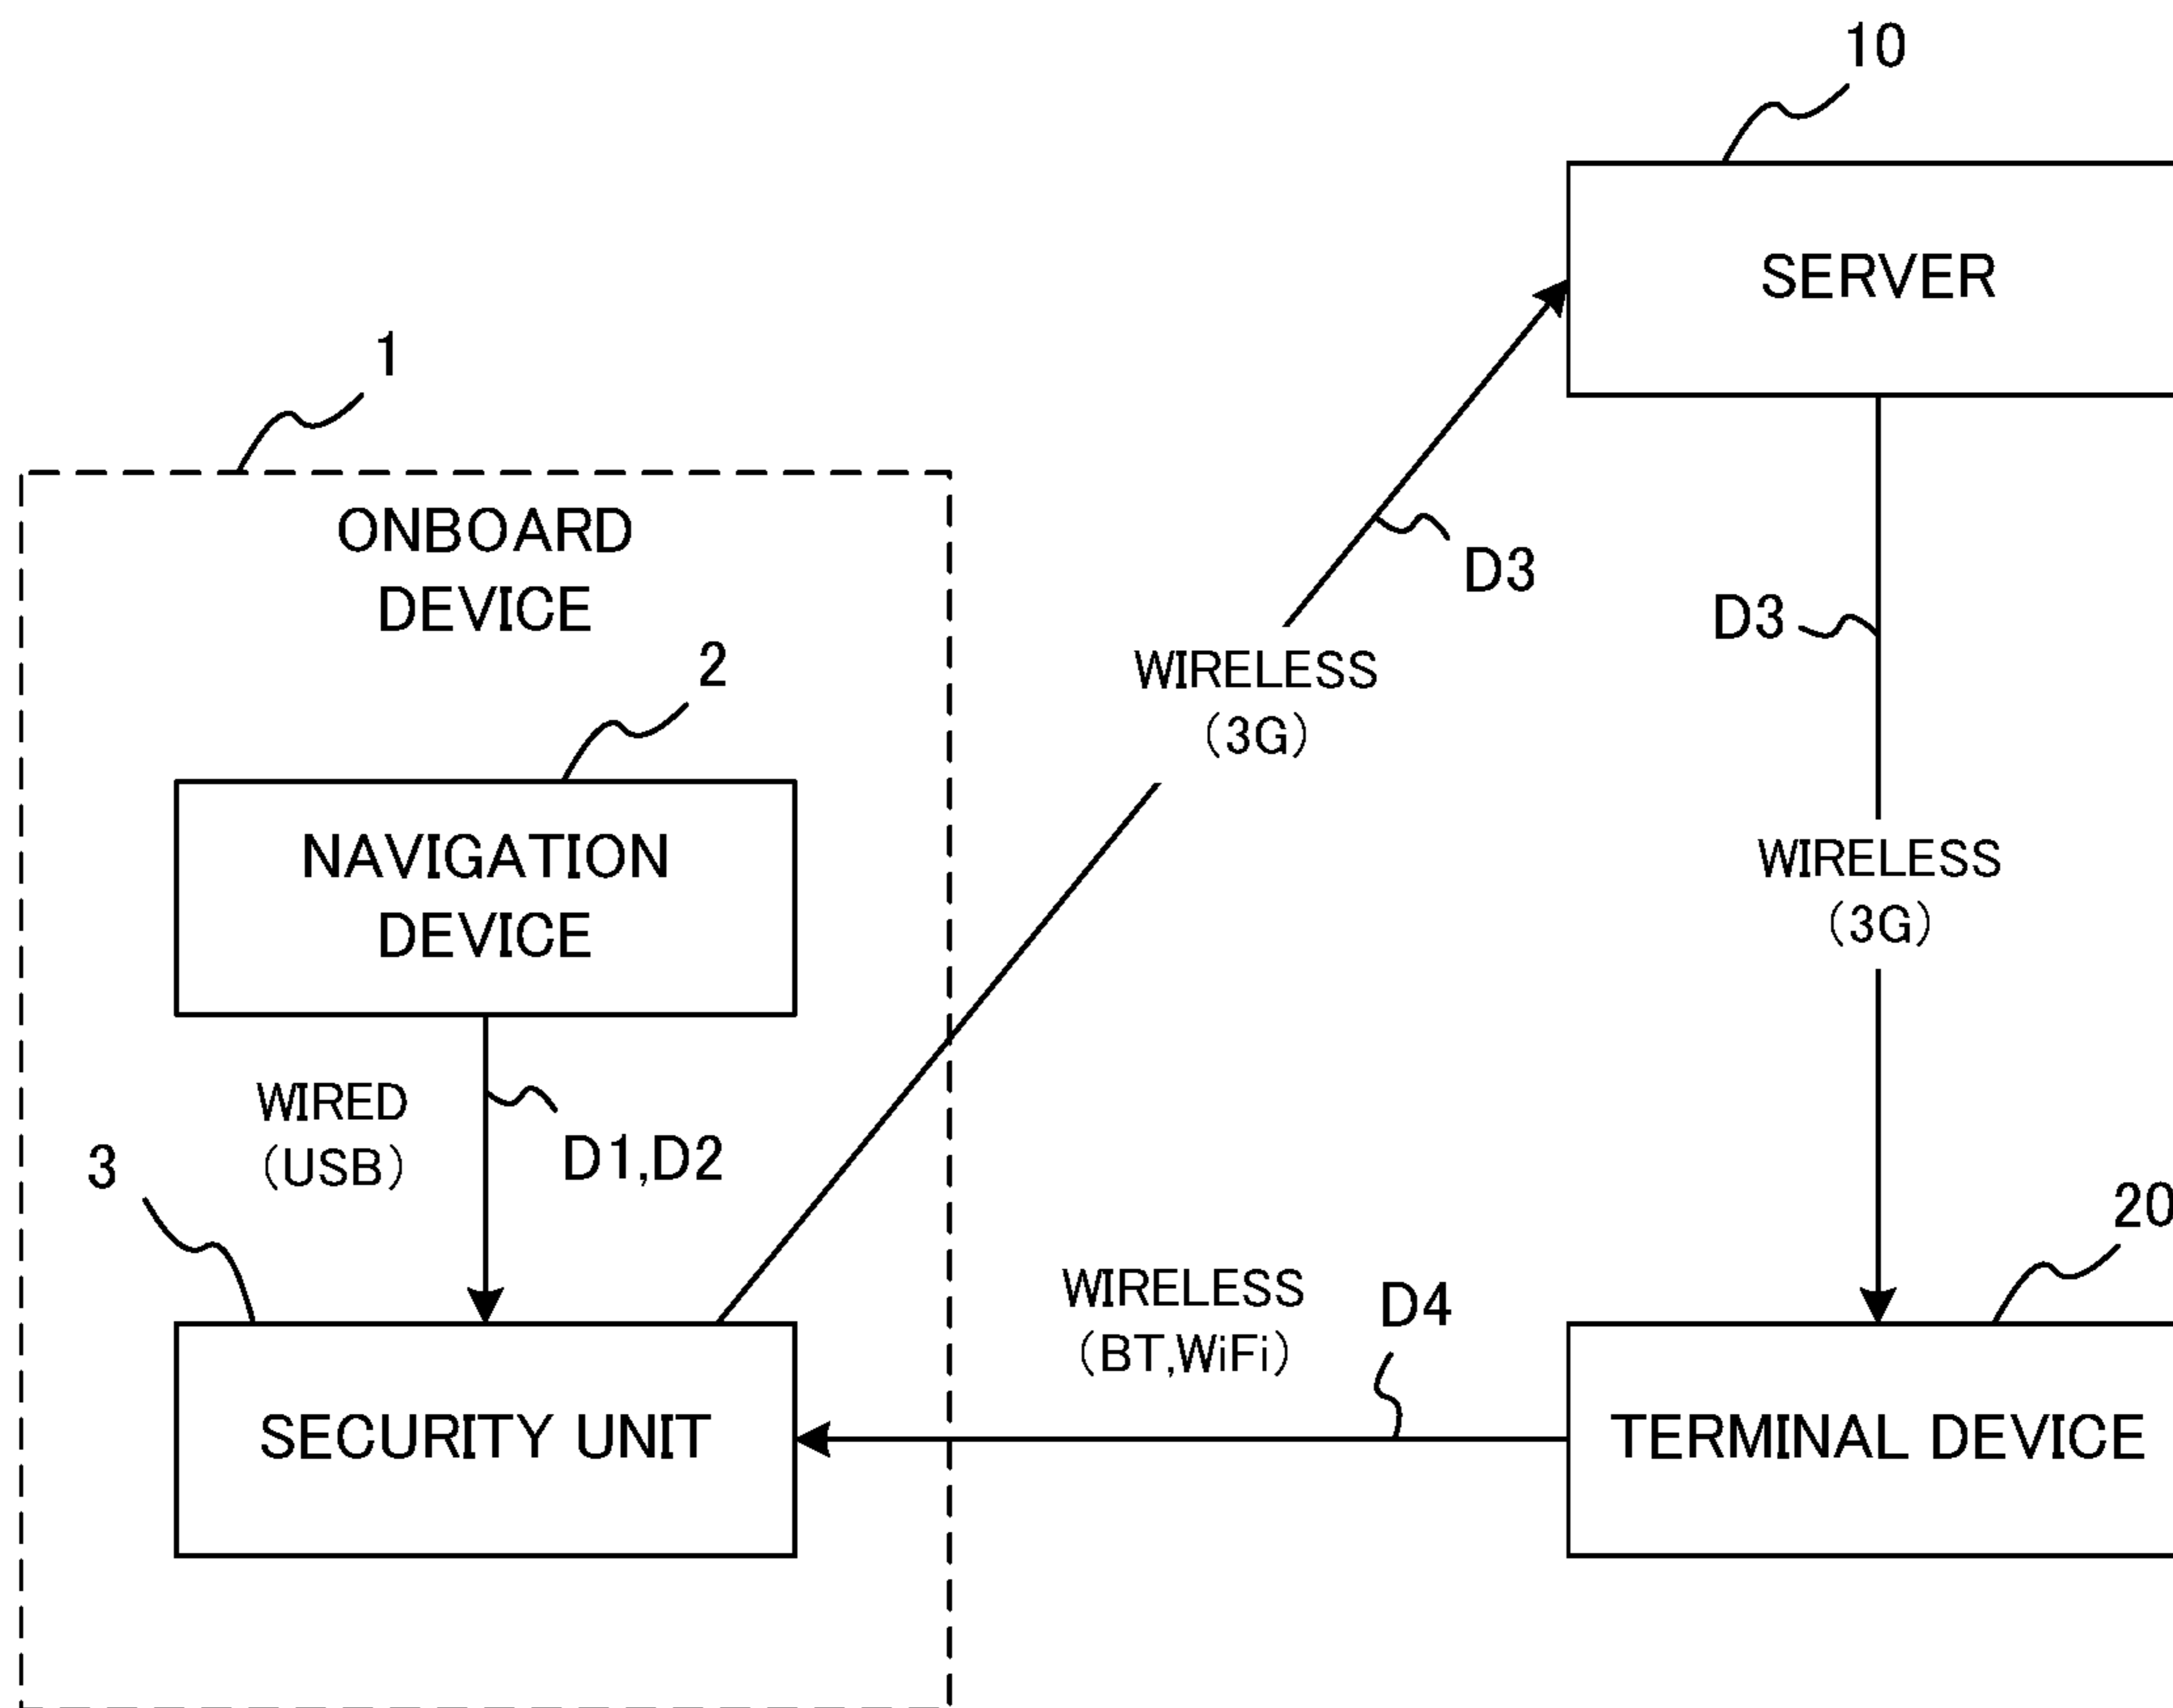 10
SERVER
1
ONBOARD
DEVICE
D3
D3
2
WIRELESS
(3G)
NAVIGATION
DEVICE
WIRELESS
(3G)
WIRED
(USB)
D1,D2
3
20
WIRELESS
(BT,WiFi)
D4
SECURITY UNIT
TERMINAL DEVICE